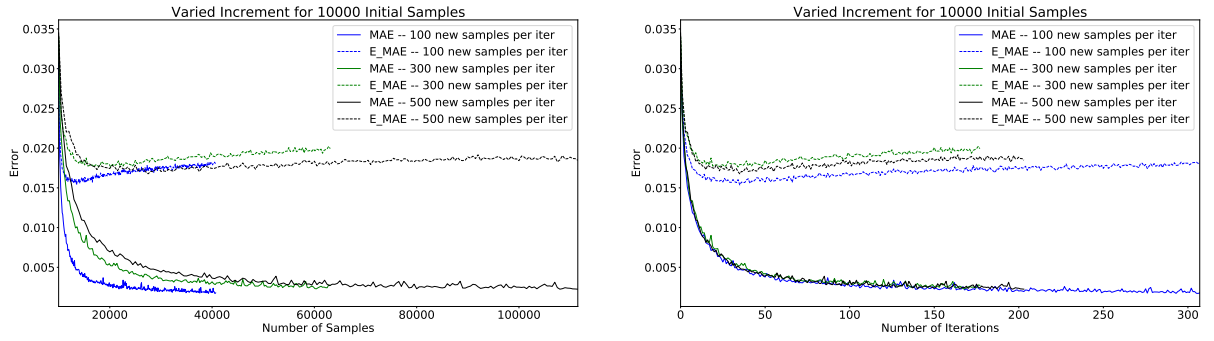 Varied Increment for 10000 Initial Samples
0.035
0.030
0.025
0.020
0.015
0.010
0.005
Error
MAE -- 100 new samples per iter
E_MAE -- 100 new samples per iter
MAE -- 300 new samples per iter
E_MAE -- 300 new samples per iter
MAE -- 500 new samples per iter
E_MAE -- 500 new samples per iter
20000
40000
60000
80000
100000
Number of Samples
Varied Increment for 10000 Initial Samples
0.035
0.030
0.025
0.020
0.015
0.010
0.005
Error
MAE -- 100 new samples per iter
E_MAE -- 100 new samples per iter
MAE -- 300 new samples per iter
E_MAE -- 300 new samples per iter
MAE -- 500 new samples per iter
E_MAE -- 500 new samples per iter
0
50
100
150
200
250
300
Number of Iterations